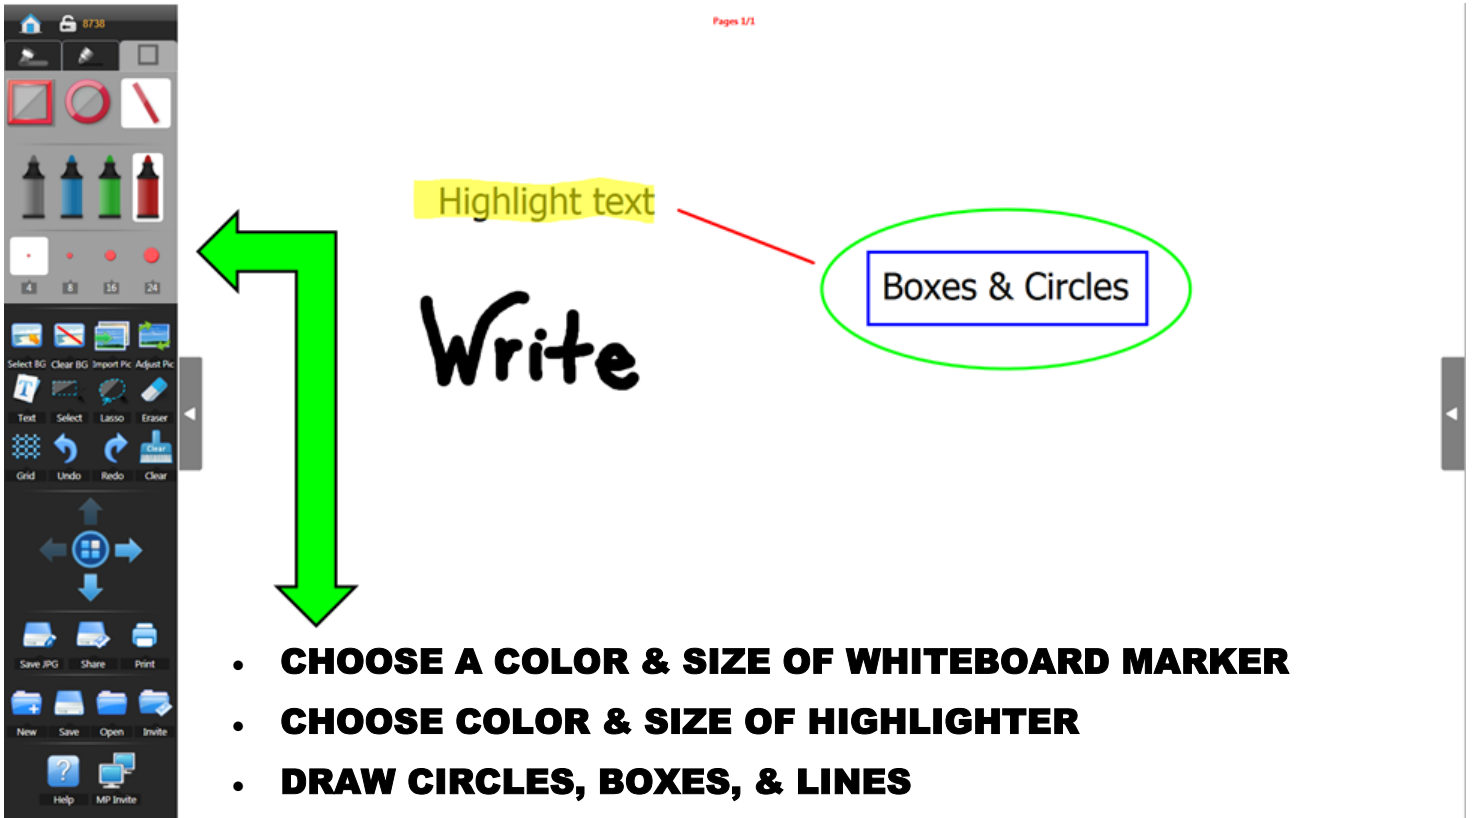 8738
Pages 1/1
Highlight text
Boxes & Circles
Write
4 8 16 24
Select BG Clear BG Import Pic Adjust Pic
T
Text Select Lasso Eraser
Clear
Grid Undo Redo Clear
Save JPG Share Print
New Save Open Invite
?
Help MP Invite
• CHOOSE A COLOR & SIZE OF WHITEBOARD MARKER
• CHOOSE COLOR & SIZE OF HIGHLIGHTER
• DRAW CIRCLES, BOXES, & LINES